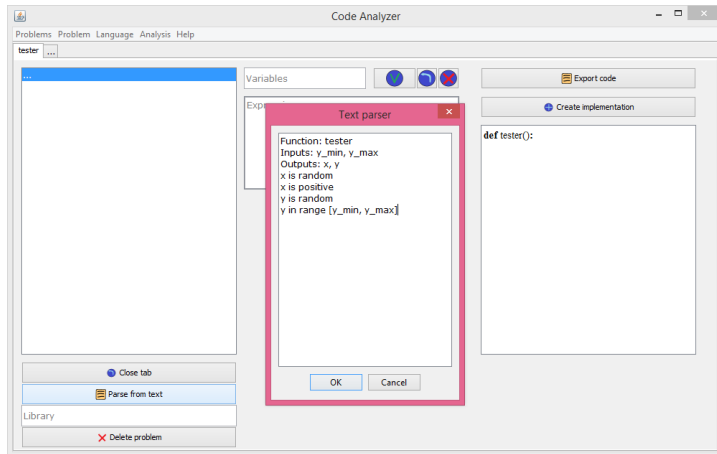 Code Analyzer
Problems Problem Language Analysis Help
tester ...
...
Variables
Export code
Create implementation
Text parser
Function: tester
Inputs: y_min, y_max
Outputs: x, y
x is random
x is positive
y is random
y in range [y_min, y_max]
OK Cancel
def tester():
Close tab
Parse from text
Library
Delete problem